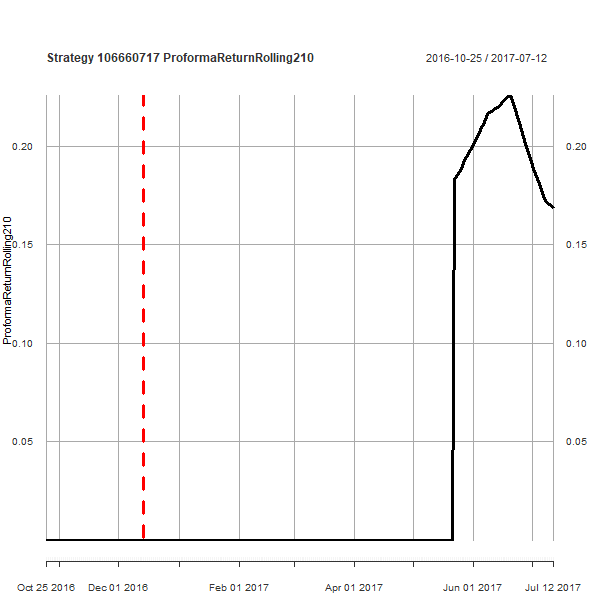 Strategy 106660717 ProformaReturnRolling210
2016-10-25 / 2017-07-12
ProformaReturnRolling210
0.20
0.15
0.10
0.05
0.20
0.15
0.10
0.05
Oct 25 2016
Dec 01 2016
Feb 01 2017
Apr 01 2017
Jun 01 2017
Jul 12 2017